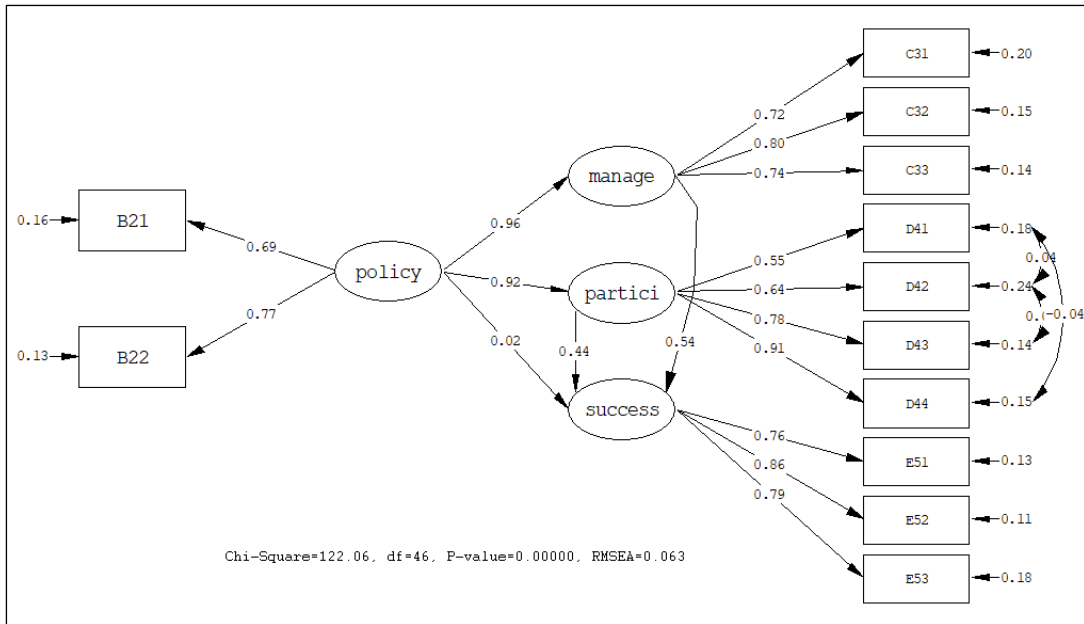 C31
0.20
0.72
C32
0.15
0.80
manage
C33
0.14
0.74
B21
0.16
0.69
0.96
D41
0.18
0.55
0.04
policy
0.92
partici
D42
0.24
0.64
-0.04
0.77
0.02
0.44
0.78
0.54
D43
0.14
B22
0.13
0.91
D44
0.15
success
0.76
E51
0.13
0.86
0.79
E52
0.11
Chi-Square=122.06, df=46, P-value=0.00000, RMSEA=0.063
E53
0.18